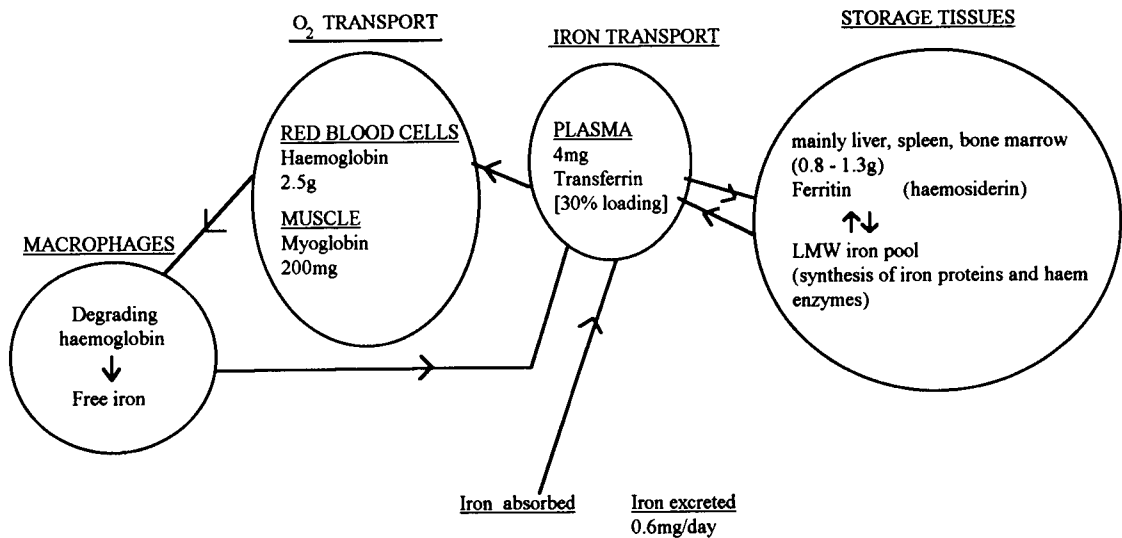 O₂ TRANSPORT
RED BLOOD CELLS
Haemoglobin
2.5g
MUSCLE
Myoglobin
200mg
IRON TRANSPORT
PLASMA
4mg
Transferrin
[30% loading]
STORAGE TISSUES
mainly liver, spleen, bone marrow
(0.8 - 1.3g)
Ferritin (haemosiderin)
LMW iron pool
(synthesis of iron proteins and haem
enzymes)
MACROPHAGES
Degrading
haemoglobin
Free iron
Iron absorbed
Iron excreted
0.6mg/day